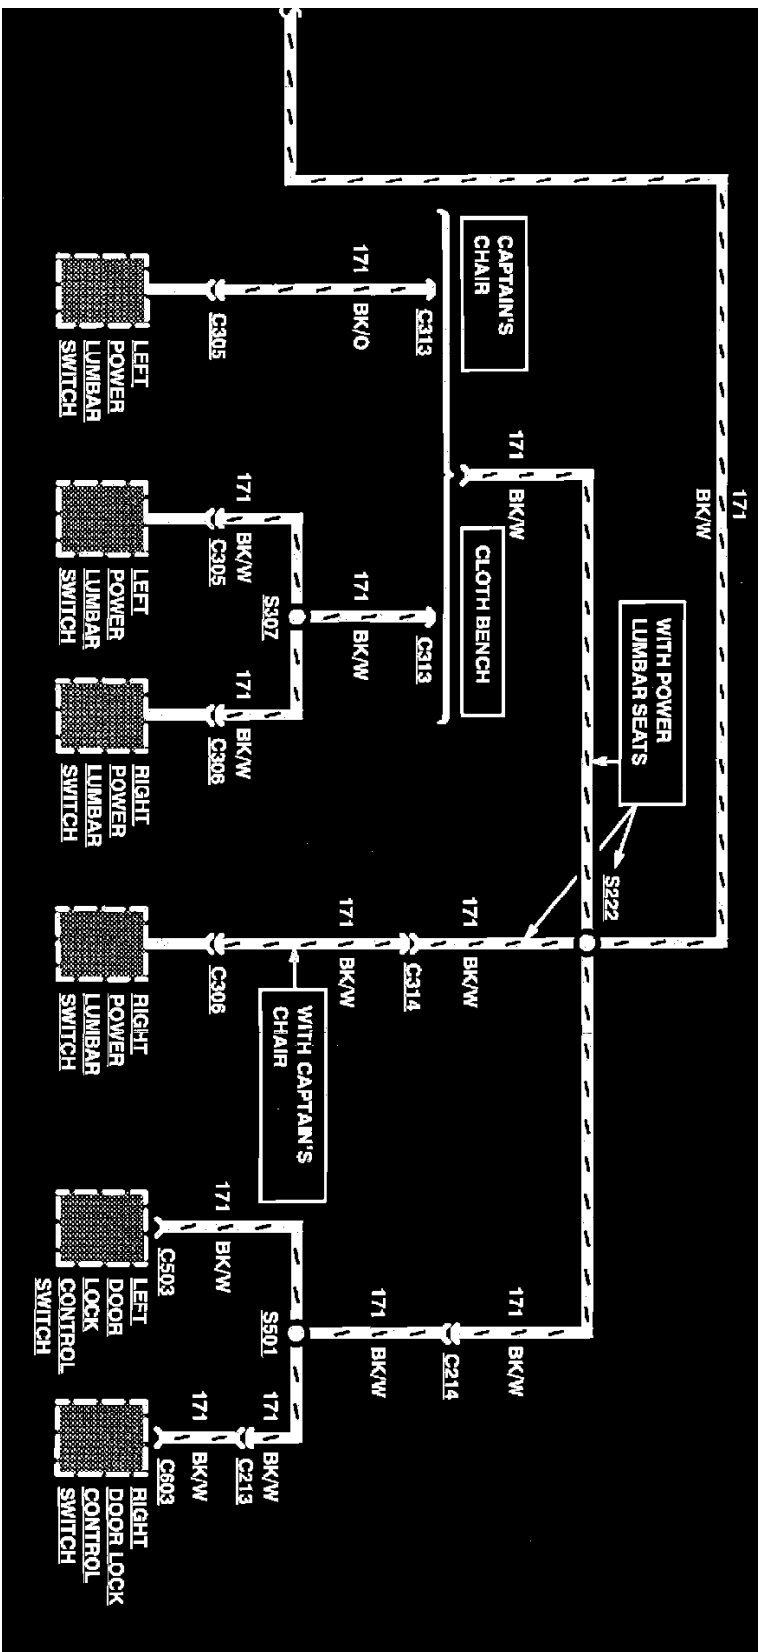 171
BK/W
CAPTAIN'S
CHAIR
171
BK/O
C313
C305
LEFT
POWER
LUMBAR
SWITCH
171
BK/W
CLOTH BENCH
171
BK/W
C313
S307
171
BK/W
C305
LEFT
POWER
LUMBAR
SWITCH
171
BK/W
C306
RIGHT
POWER
LUMBAR
SWITCH
WITH POWER
LUMBAR SEATS
S222
171
BK/W
C314
171
BK/W
C306
WITH CAPTAIN'S
CHAIR
RIGHT
POWER
LUMBAR
SWITCH
171
BK/W
C214
171
BK/W
S501
171
BK/W
C503
LEFT
DOOR
LOCK
CONTROL
SWITCH
171
BK/W
C213
171
BK/W
C603
RIGHT
DOOR LOCK
CONTROL
SWITCH